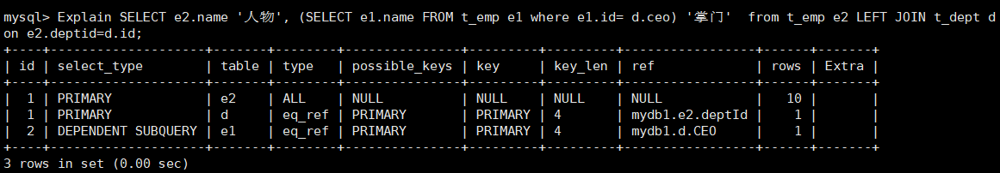 mysql> Explain SELECT e2.name '人物', (SELECT e1.name FROM t_emp e1 where e1.id= d.ceo) '掌门'  from t_emp e2 LEFT JOIN t_dept d
on e2.deptid=d.id;
+----+--------------------+-------+--------+---------------+---------+---------+-----------------+------+-------+
| id | select_type        | table | type   | possible_keys | key     | key_len | ref             | rows | Extra |
+----+--------------------+-------+--------+---------------+---------+---------+-----------------+------+-------+
|  1 | PRIMARY            | e2    | ALL    | NULL          | NULL    | NULL    | NULL            |   10 |       |
|  1 | PRIMARY            | d     | eq_ref | PRIMARY       | PRIMARY | 4       | mydb1.e2.deptId |    1 |       |
|  2 | DEPENDENT SUBQUERY | e1    | eq_ref | PRIMARY       | PRIMARY | 4       | mydb1.d.CEO     |    1 |       |
+----+--------------------+-------+--------+---------------+---------+---------+-----------------+------+-------+
3 rows in set (0.00 sec)